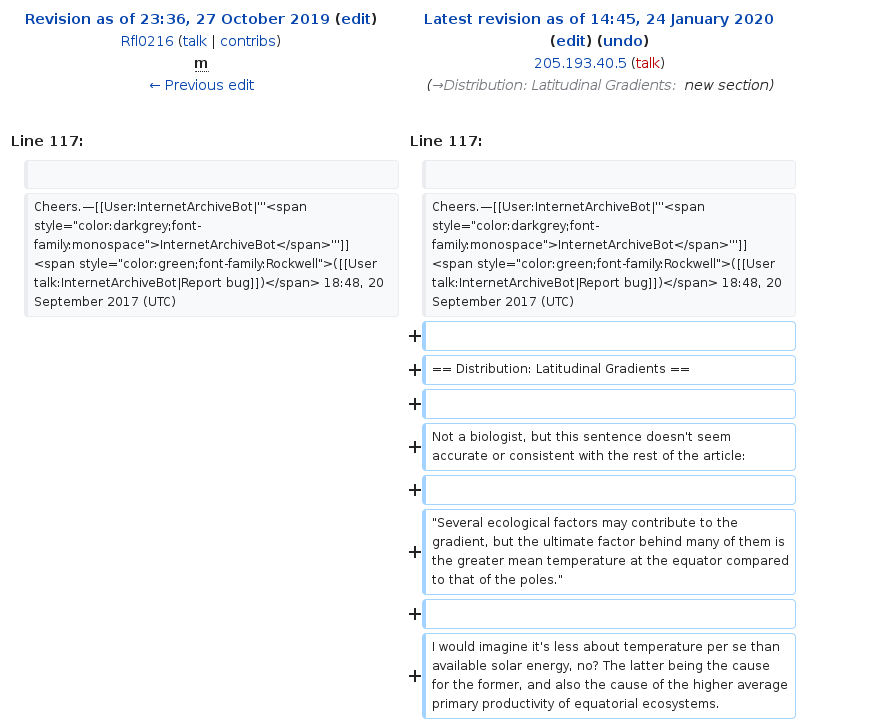 Revision as of 23:36, 27 October 2019 (edit)
Rfl0216 (talk | contribs)
m
← Previous edit
Latest revision as of 14:45, 24 January 2020
(edit) (undo)
205.193.40.5 (talk)
(→Distribution: Latitudinal Gradients: new section)
Line 117:
Line 117:
Cheers.—[[User:InternetArchiveBot|'''<span
style="color:darkgrey;font-
family:monospace">InternetArchiveBot</span>''']]
<span style="color:green;font-family:Rockwell">([[User
talk:InternetArchiveBot|Report bug]])</span> 18:48, 20
September 2017 (UTC)
Cheers.—[[User:InternetArchiveBot|'''<span
style="color:darkgrey;font-
family:monospace">InternetArchiveBot</span>''']]
<span style="color:green;font-family:Rockwell">([[User
talk:InternetArchiveBot|Report bug]])</span> 18:48, 20
September 2017 (UTC)
+
+ == Distribution: Latitudinal Gradients ==
+
+ Not a biologist, but this sentence doesn't seem
accurate or consistent with the rest of the article:
+
+ "Several ecological factors may contribute to the
gradient, but the ultimate factor behind many of them is
the greater mean temperature at the equator compared
to that of the poles."
+
+ I would imagine it's less about temperature per se than
available solar energy, no? The latter being the cause
for the former, and also the cause of the higher average
primary productivity of equatorial ecosystems.